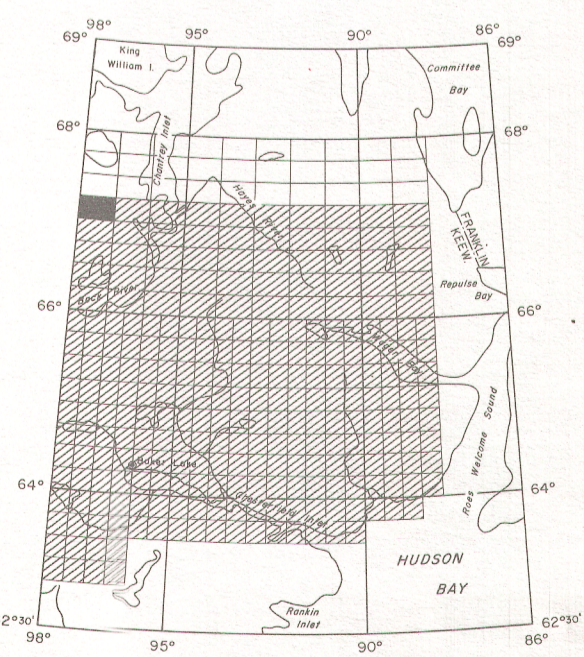 98° 95° 90° 86°
69° 69°
King
William I.
Committee
Bay
68° 68°
Chantrey Inlet
Hayes River
FRANKLIN
KEEW.
Back River
Repulse
Bay
66° 66°
Wager Bay
Roes Welcome Sound
Baker Lake
64° 64°
Chesterfield Inlet
HUDSON
BAY
Rankin
Inlet
2°30' 62°30'
98° 95° 90° 86°